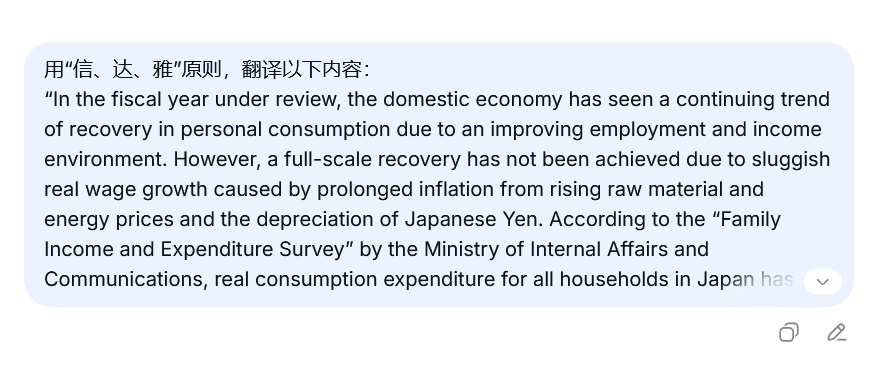 用“信、达、雅”原则，翻译以下内容：
“In the fiscal year under review, the domestic economy has seen a continuing trend
of recovery in personal consumption due to an improving employment and income
environment. However, a full-scale recovery has not been achieved due to sluggish
real wage growth caused by prolonged inflation from rising raw material and
energy prices and the depreciation of Japanese Yen. According to the “Family
Income and Expenditure Survey” by the Ministry of Internal Affairs and
Communications, real consumption expenditure for all households in Japan has